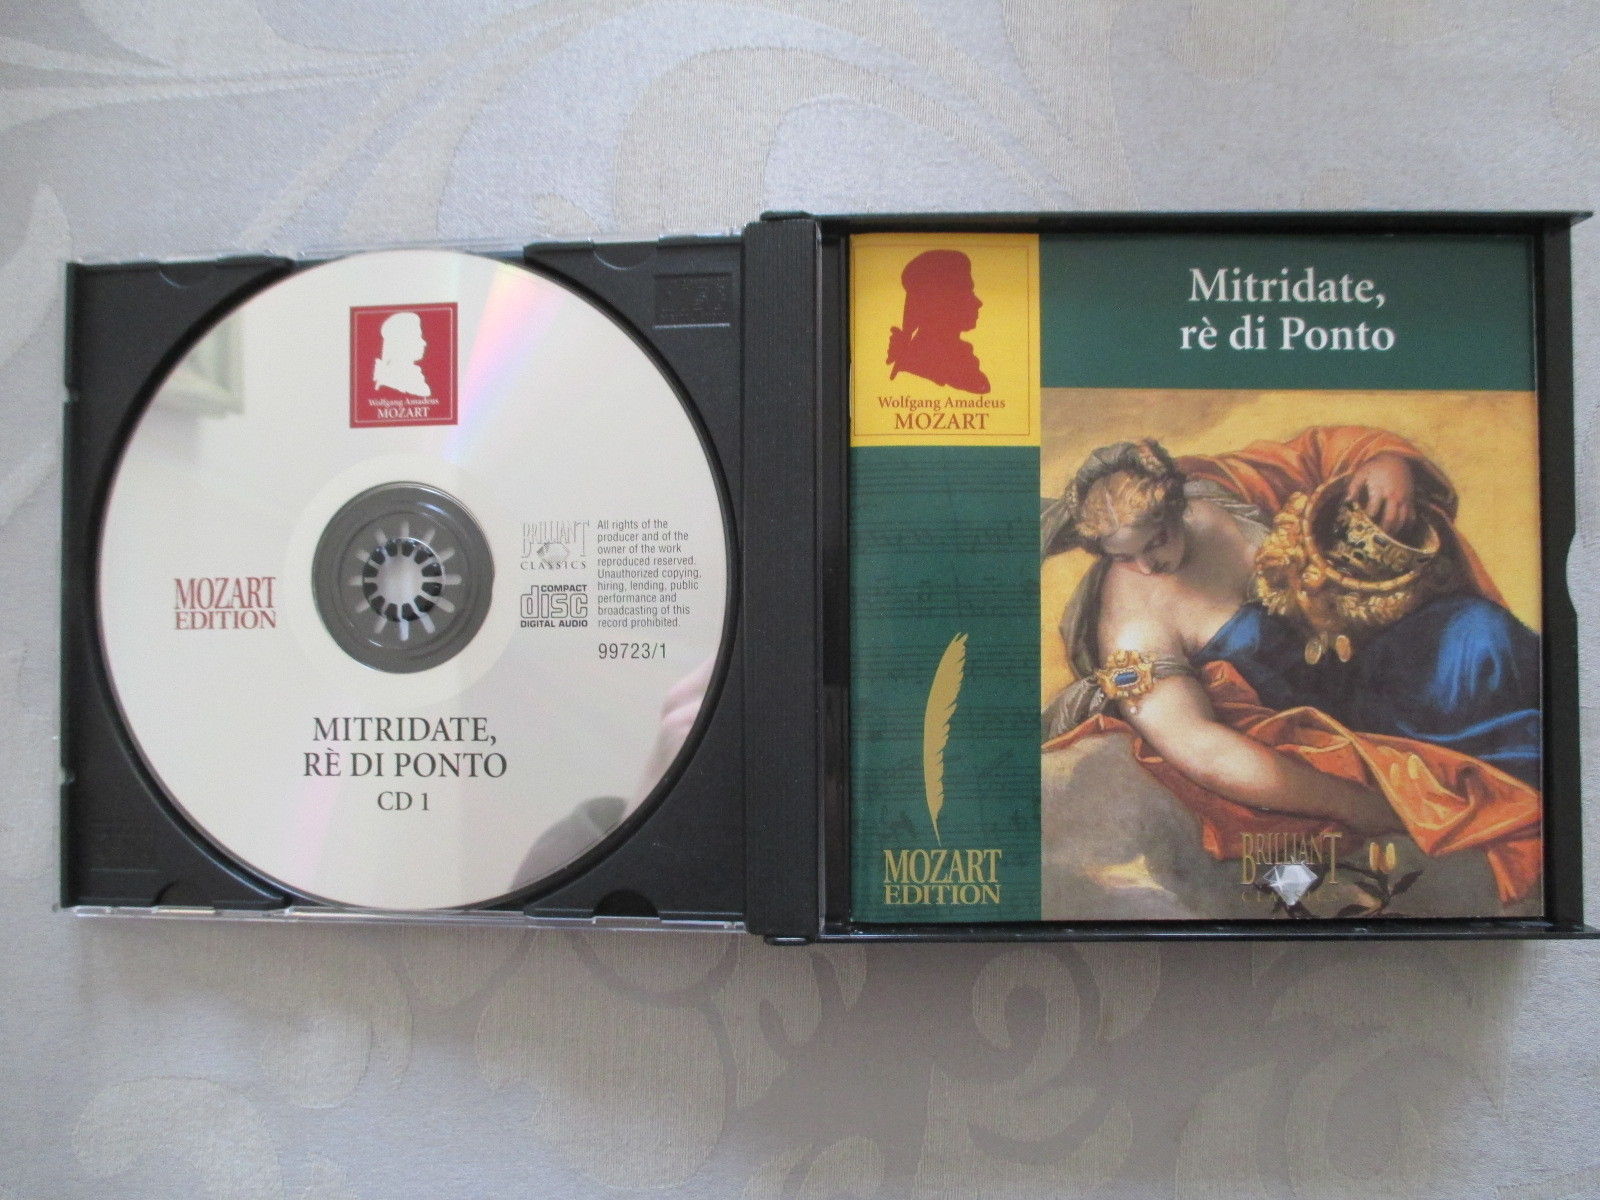 Wolfgang Amadeus
MOZART
MOZART
EDITION
BRILLIANT
CLASSICS
COMPACT
disc
DIGITAL AUDIO
All rights of the
producer and of the
owner of the work
reproduced reserved.
Unauthorized copying,
hiring, lending, public
performance and
broadcasting of this
record prohibited.
99723/1
MITRIDATE,
RÈ DI PONTO
CD 1
Wolfgang Amadeus
MOZART
Mitridate,
rè di Ponto
MOZART
EDITION
BRILLIANT
CLASSICS